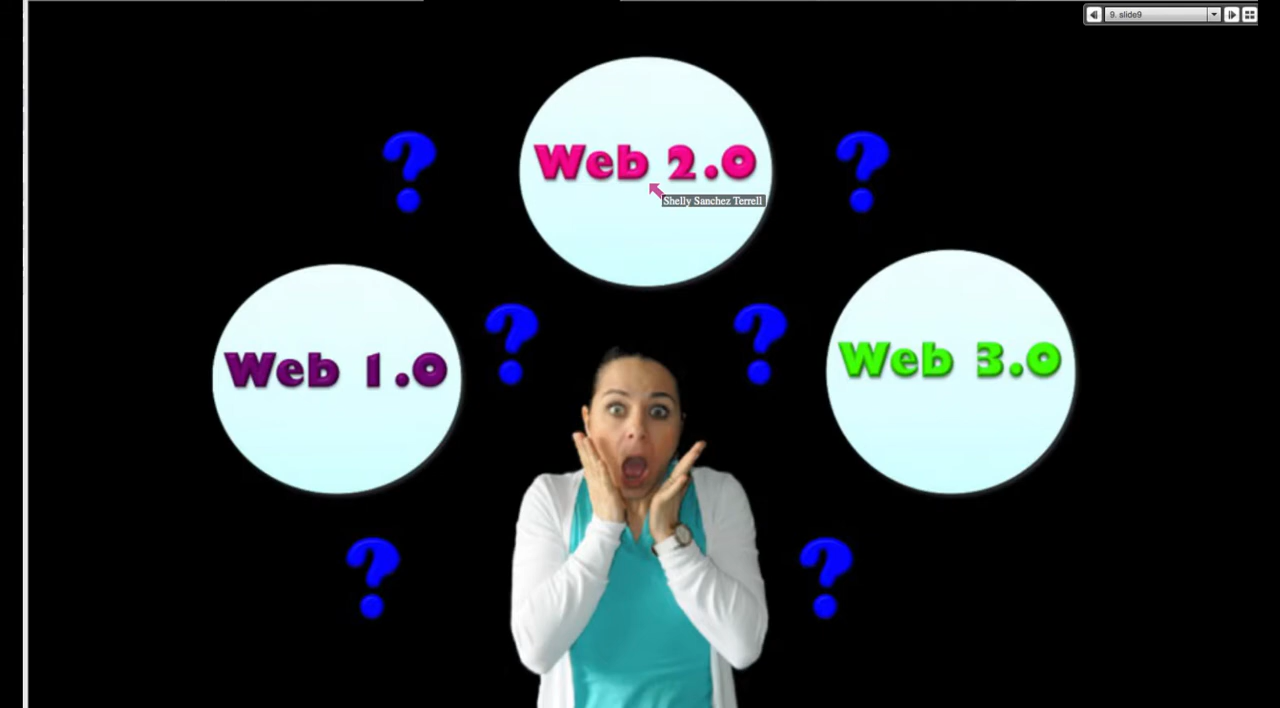 9. slide9
Web 2.0
Shelly Sanchez Terrell
Web 1.0
Web 3.0
? ? ? ? ? ?